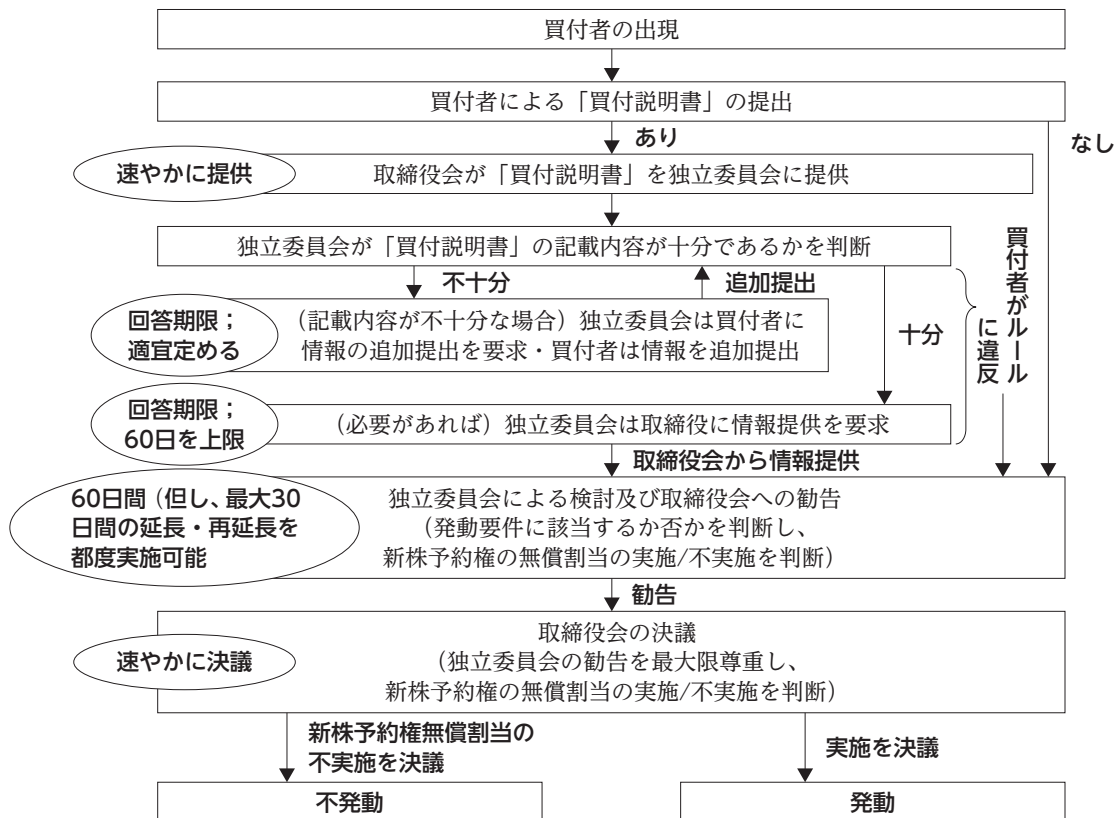 買付者の出現
買付者による「買付説明書」の提出
あり
なし
速やかに提供
取締役会が「買付説明書」を独立委員会に提供
独立委員会が「買付説明書」の記載内容が十分であるかを判断
不十分
追加提出
買付者がルール
に違反
回答期限；
適宜定める
（記載内容が不十分な場合）独立委員会は買付者に
情報の追加提出を要求・買付者は情報を追加提出
十分
回答期限；
60日を上限
（必要があれば）独立委員会は取締役に情報提供を要求
取締役会から情報提供
60日間（但し、最大30
日間の延長・再延長を
都度実施可能
独立委員会による検討及び取締役会への勧告
（発動要件に該当するか否かを判断し、
新株予約権の無償割当の実施/不実施を判断）
勧告
速やかに決議
取締役会の決議
（独立委員会の勧告を最大限尊重し、
新株予約権の無償割当の実施/不実施を判断）
新株予約権無償割当の
不実施を決議
実施を決議
不発動
発動